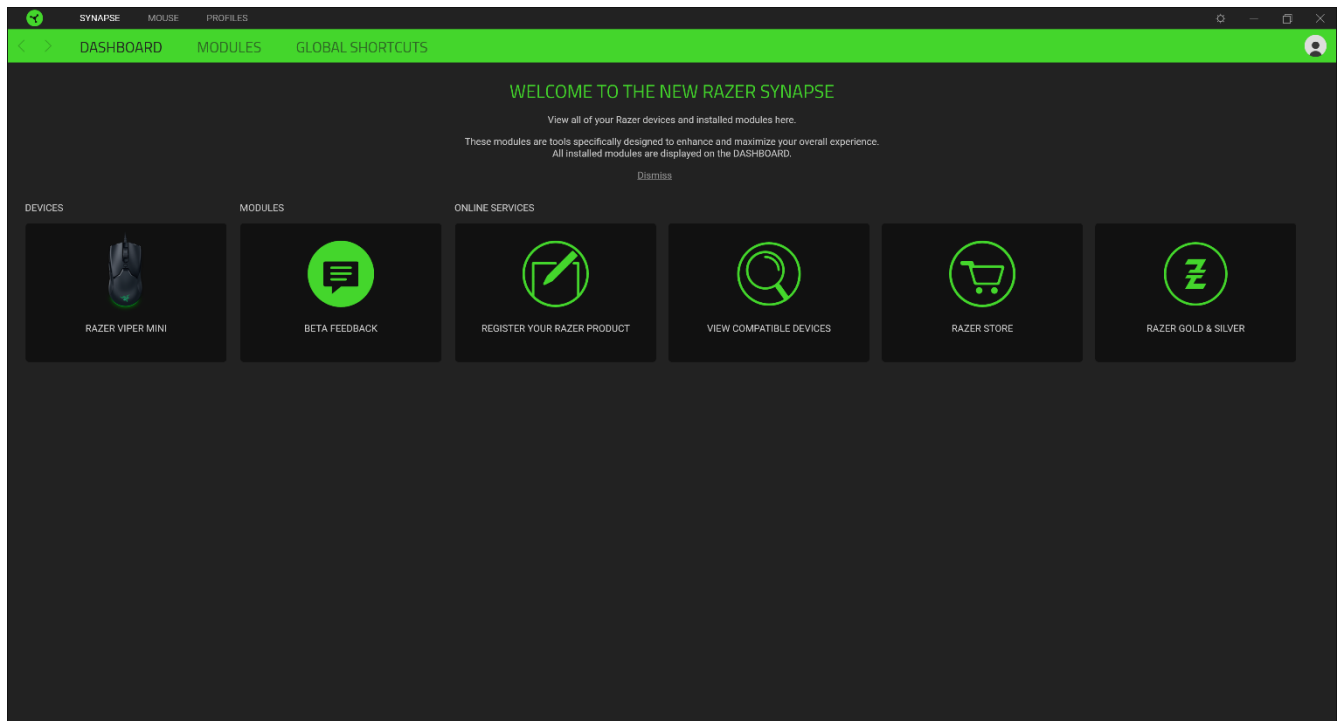 SYNAPSE MOUSE PROFILES
DASHBOARD MODULES GLOBAL SHORTCUTS
WELCOME TO THE NEW RAZER SYNAPSE
View all of your Razer devices and installed modules here.
These modules are tools specifically designed to enhance and maximize your overall experience.
All installed modules are displayed on the DASHBOARD.
Dismiss
DEVICES MODULES ONLINE SERVICES
RAZER VIPER MINI BETA FEEDBACK REGISTER YOUR RAZER PRODUCT VIEW COMPATIBLE DEVICES RAZER STORE RAZER GOLD & SILVER